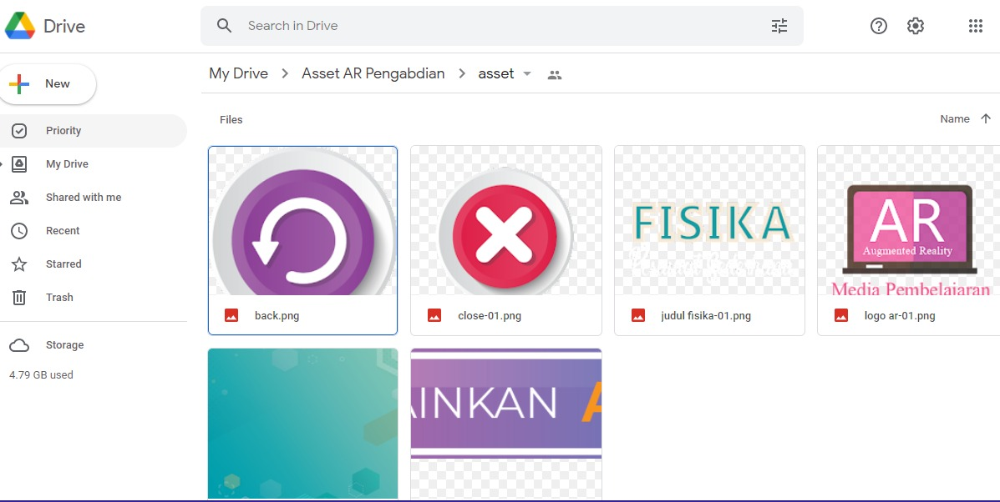 Drive
Search in Drive
New
My Drive
Asset AR Pengabdian
asset
Priority
My Drive
Shared with me
Recent
Starred
Trash
Storage
4.79 GB used
Files
Name
FISIKA
AR
Augmented Reality
Media Pembelajaran
back.png
close-01.png
judul fisika-01.png
logo ar-01.png
AINKAN A